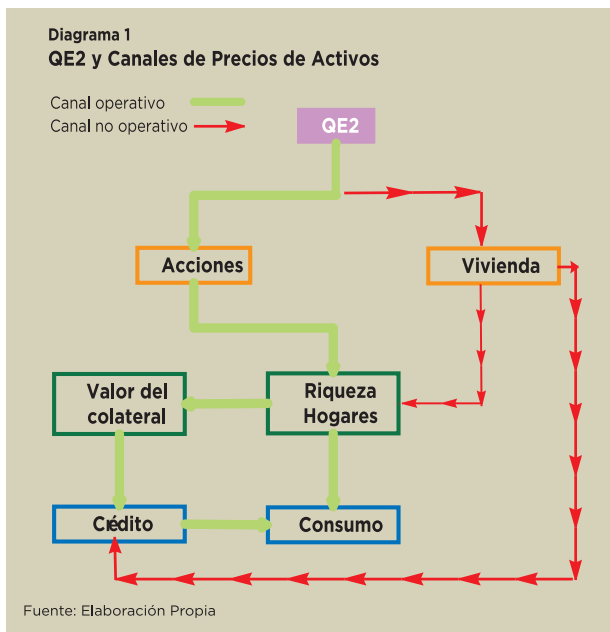 Diagrama 1
QE2 y Canales de Precios de Activos
Canal operativo
Canal no operativo
QE2
Acciones
Vivienda
Valor del
colateral
Riqueza
Hogares
Crédito
Consumo
Fuente: Elaboración Propia